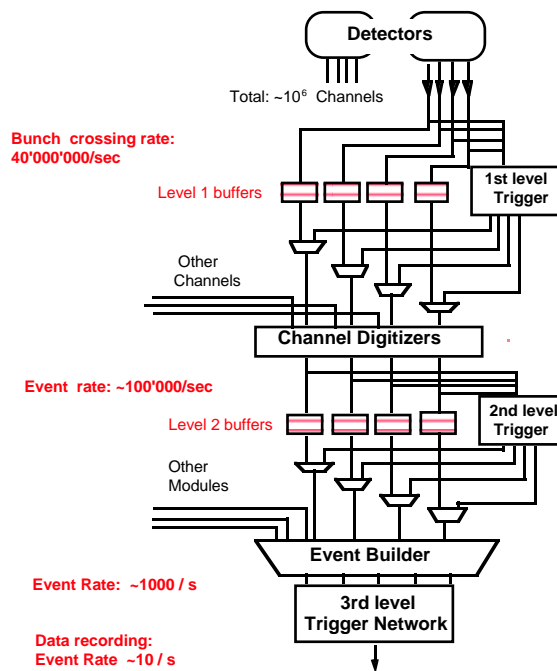 Detectors
Total: ~10⁶ Channels
Bunch crossing rate:
40'000'000/sec
Level 1 buffers
1st level
Trigger
Other
Channels
Channel Digitizers
Event rate: ~100'000/sec
Level 2 buffers
2nd level
Trigger
Other
Modules
Event Builder
Event Rate: ~1000 / s
3rd level
Trigger Network
Data recording:
Event Rate ~10 / s